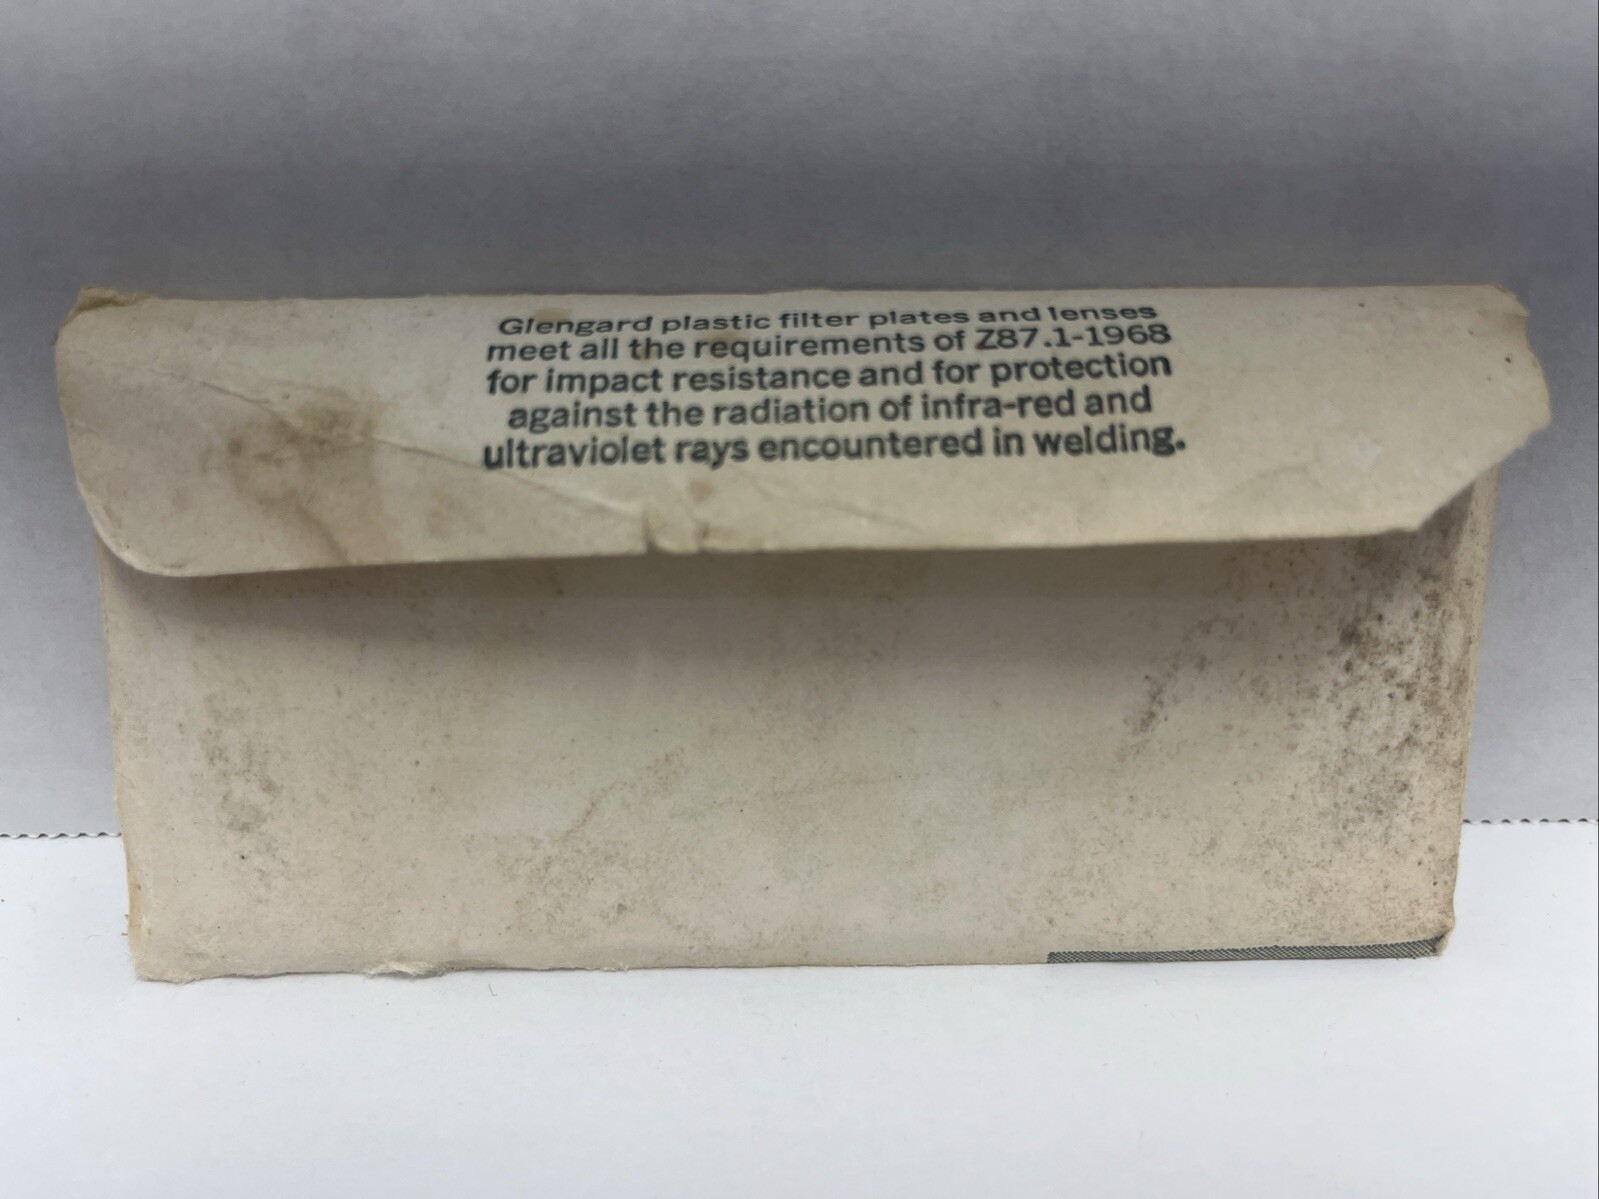 Glengard plastic filter plates and lenses
meet all the requirements of Z87.1-1968
for impact resistance and for protection
against the radiation of infra-red and
ultraviolet rays encountered in welding.